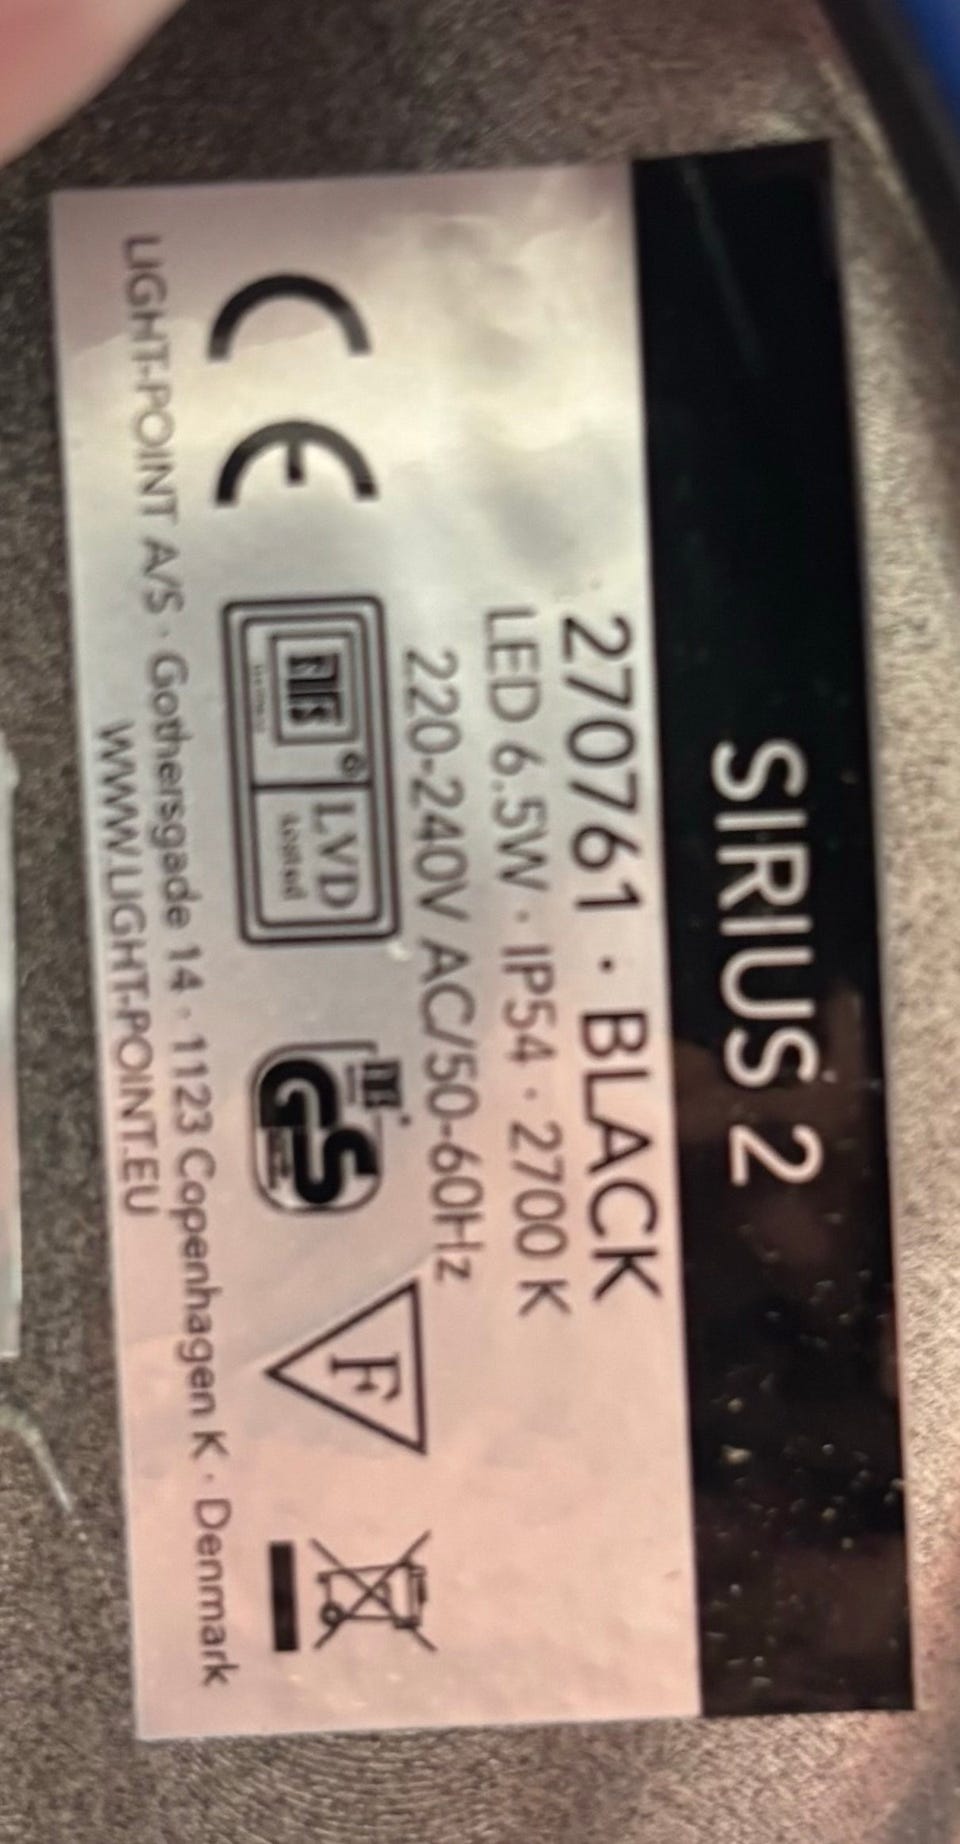 SIRIUS 2
270761 · BLACK
LED 6.5W · IP54 · 2700 K
220-240V AC/50-60Hz
CE
LVD
GS
F
LIGHT-POINT A/S · Gothersgade 14 · 1123 Copenhagen K · Denmark
WWW.LIGHT-POINT.EU